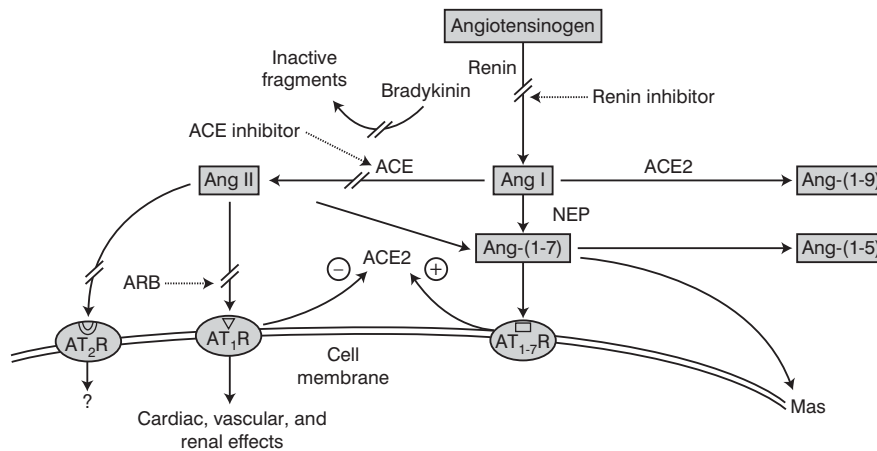 Angiotensinogen
Inactive
fragments
Renin
Bradykinin
Renin inhibitor
ACE inhibitor
ACE
ACE2
Ang II
Ang I
Ang-(1-9)
NEP
Ang-(1-7)
Ang-(1-5)
ARB
− ACE2 +
AT2R
AT1R
AT1-7R
Cell
membrane
?
Mas
Cardiac, vascular, and
renal effects